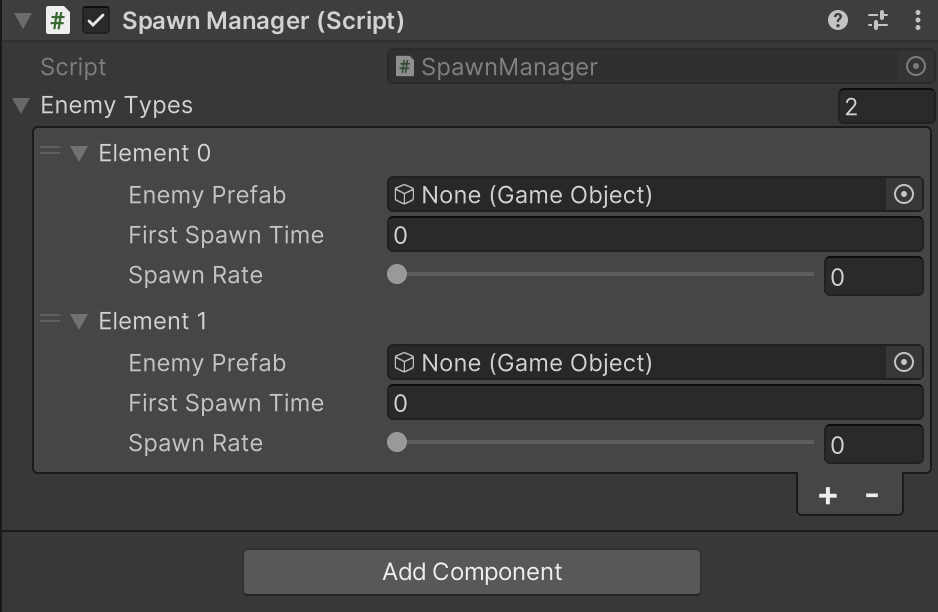 # Spawn Manager (Script) ?
Script # SpawnManager
Enemy Types 2
Element 0
Enemy Prefab None (Game Object)
First Spawn Time 0
Spawn Rate 0
Element 1
Enemy Prefab None (Game Object)
First Spawn Time 0
Spawn Rate 0
+ -
Add Component